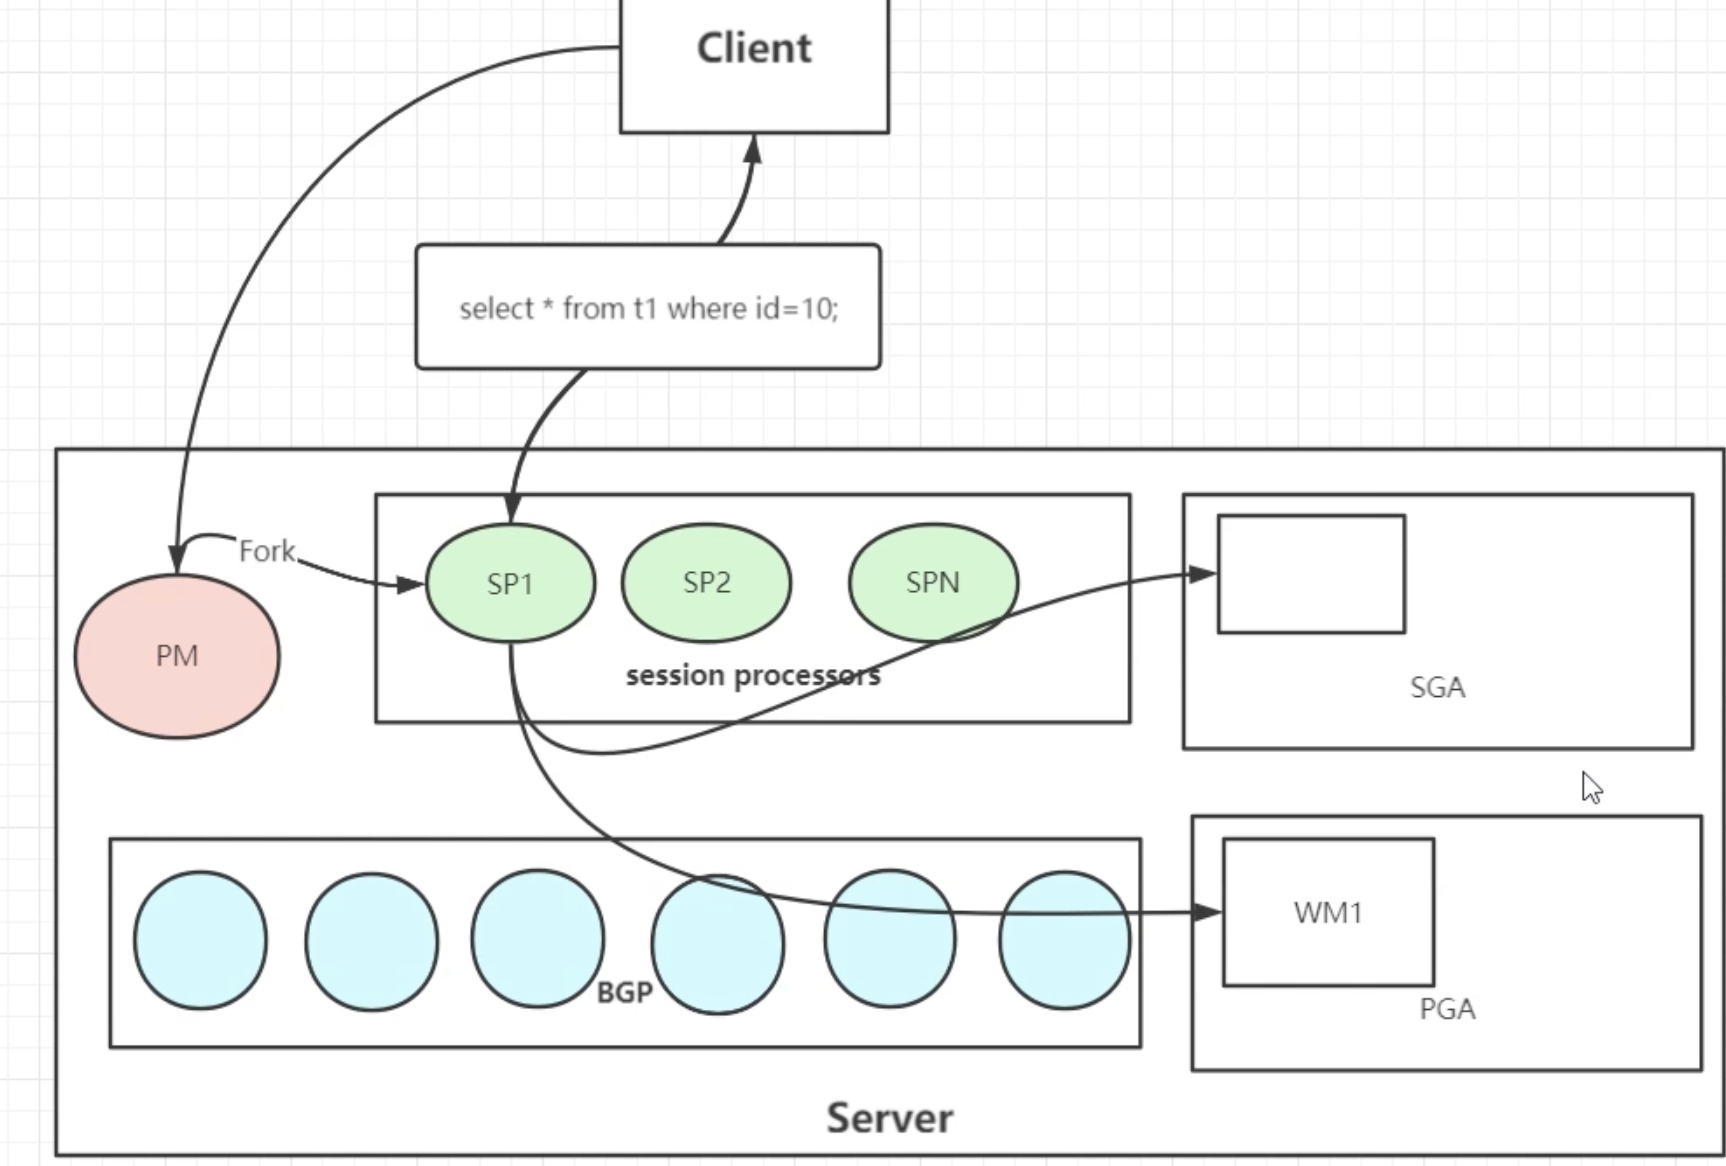 Client
select * from t1 where id=10;
Fork
SP1
SP2
SPN
PM
session processors
SGA
WM1
BGP
PGA
Server